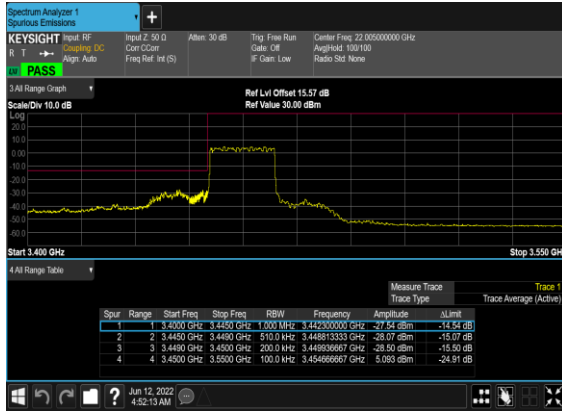 Spectrum Analyzer 1
Spurious Emissions
+
KEYSIGHT Input: RF Input Z: 50 Ω Atten: 30 dB Trig: Free Run Center Freq: 22.005000000 GHz
R T Coupling: DC Corr CCorr Gate: Off Avg|Hold: 100/100
Align: Auto Freq Ref: Int (S) IF Gain: Low Radio Std: None
PASS
3 All Range Graph
Ref Lvl Offset 15.57 dB
Scale/Div 10.0 dB Ref Value 30.00 dBm
Log
20.0
10.0
0.00
-10.0
-20.0
-30.0
-40.0
-50.0
-60.0
Start 3.400 GHz Stop 3.550 GH
4 All Range Table
Measure Trace Trace 1
Trace Type Trace Average (Active)
Spur Range Start Freq Stop Freq RBW Frequency Amplitude ΔLimit
1 1 3.4000 GHz 3.4450 GHz 1.000 MHz 3.442300000 GHz -27.54 dBm -14.54 dB
2 2 3.4450 GHz 3.4490 GHz 510.0 kHz 3.448813333 GHz -28.07 dBm -15.07 dB
3 3 3.4490 GHz 3.4500 GHz 200.0 kHz 3.449936667 GHz -28.50 dBm -15.50 dB
4 4 3.4500 GHz 3.5500 GHz 100.0 kHz 3.454666667 GHz 5.093 dBm -24.91 dB
? Jun 12, 2022
4:52:13 AM